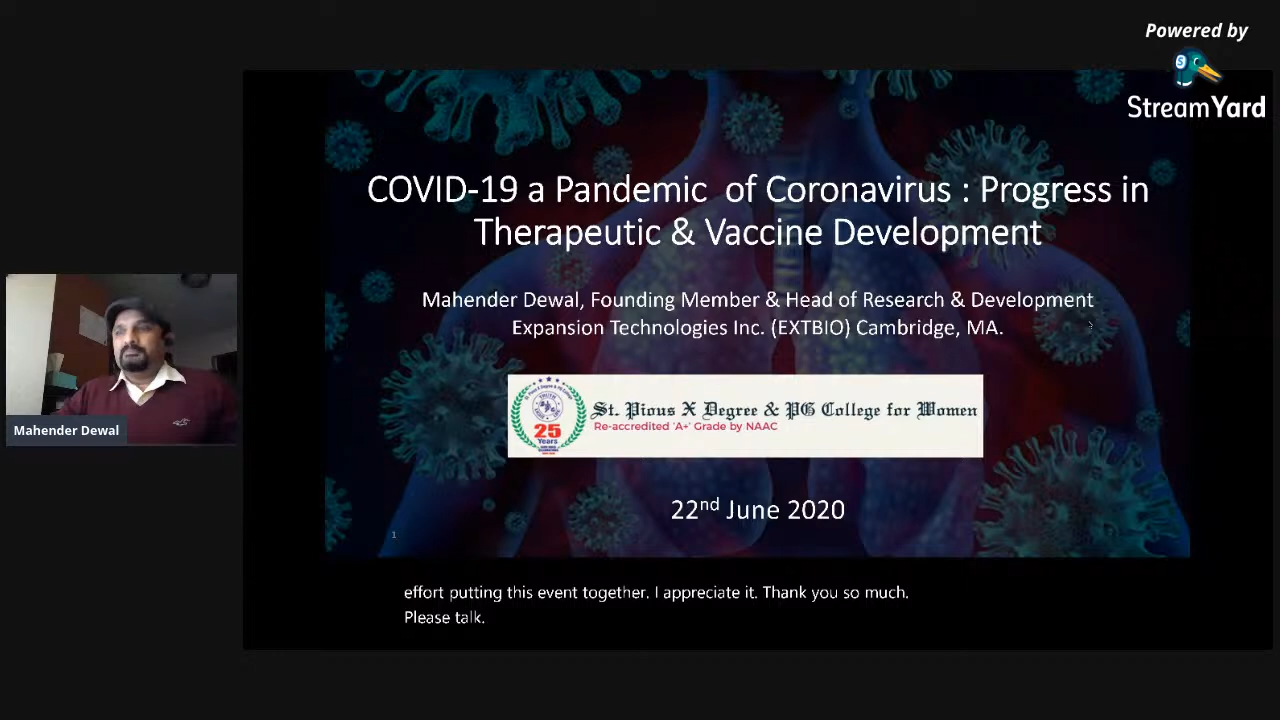 Powered by
StreamYard
COVID-19 a Pandemic of Coronavirus : Progress in
Therapeutic & Vaccine Development
Mahender Dewal, Founding Member & Head of Research & Development
Expansion Technologies Inc. (EXTBIO) Cambridge, MA.
St. Pious X Degree & PG College for Women
Re-accredited 'A+' Grade by NAAC
25
Years
22nd June 2020
1
Mahender Dewal
effort putting this event together. I appreciate it. Thank you so much.
Please talk.